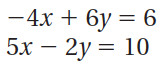 −4x + 6y = 6
5x − 2y = 10